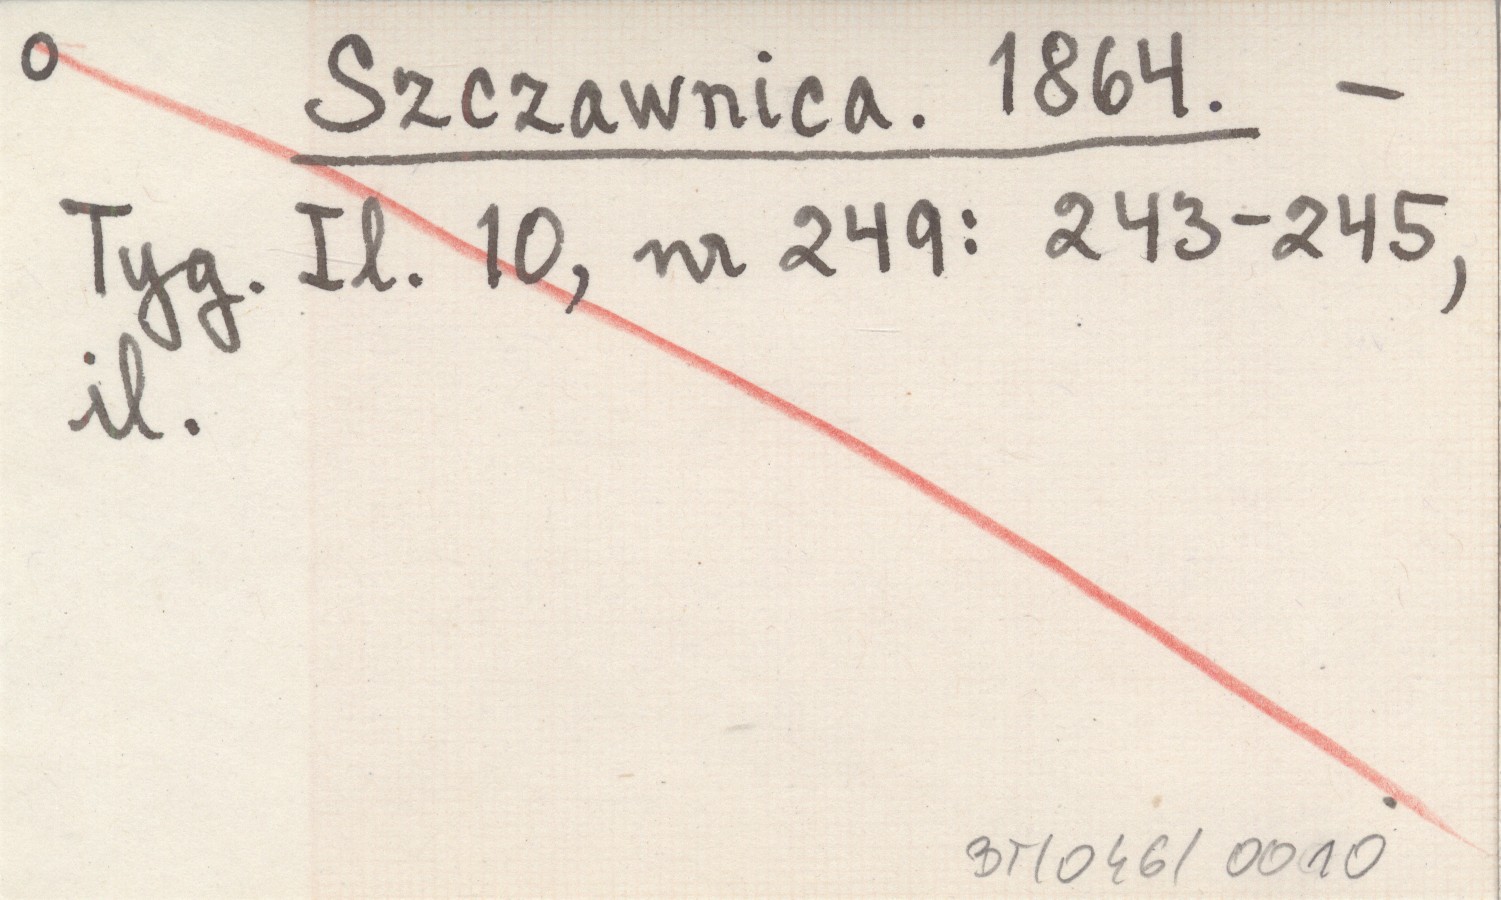 o Szczawnica. 1864. -
Tyg. Il. 10, nr 249: 243-245,
il.
BT/046/ 0010